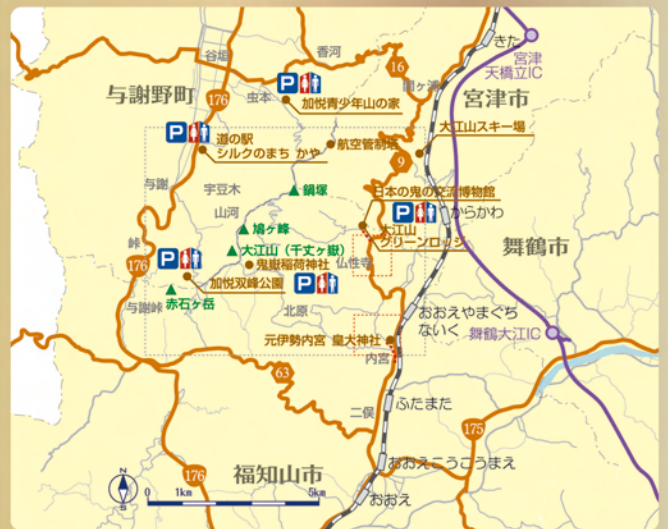 きた
宮津
天橋立IC
谷垣
香河
16
与謝野町
176
P
虫本
加悦青少年山の家
宮津市
P
道の駅
シルクのまち かや
航空管制塔
大江山スキー場
9
与謝
宇豆木
鍋塚
日本の鬼の交流博物館
山河
P
からかわ
鳩ヶ峰
大江山
グリーンロッジ
舞鶴市
峠
大江山(千丈ヶ嶽)
176
P
鬼嶽稲荷神社
仏性寺
加悦双峰公園
P
赤石ヶ岳
与謝峠
北原
おおえやまぐち
ないく
舞鶴大江IC
元伊勢内宮 皇大神社
内宮
63
二俣
ふたまた
175
おおえこうこうまえ
福知山市
176
N
S
0 1km 5km
おおえ